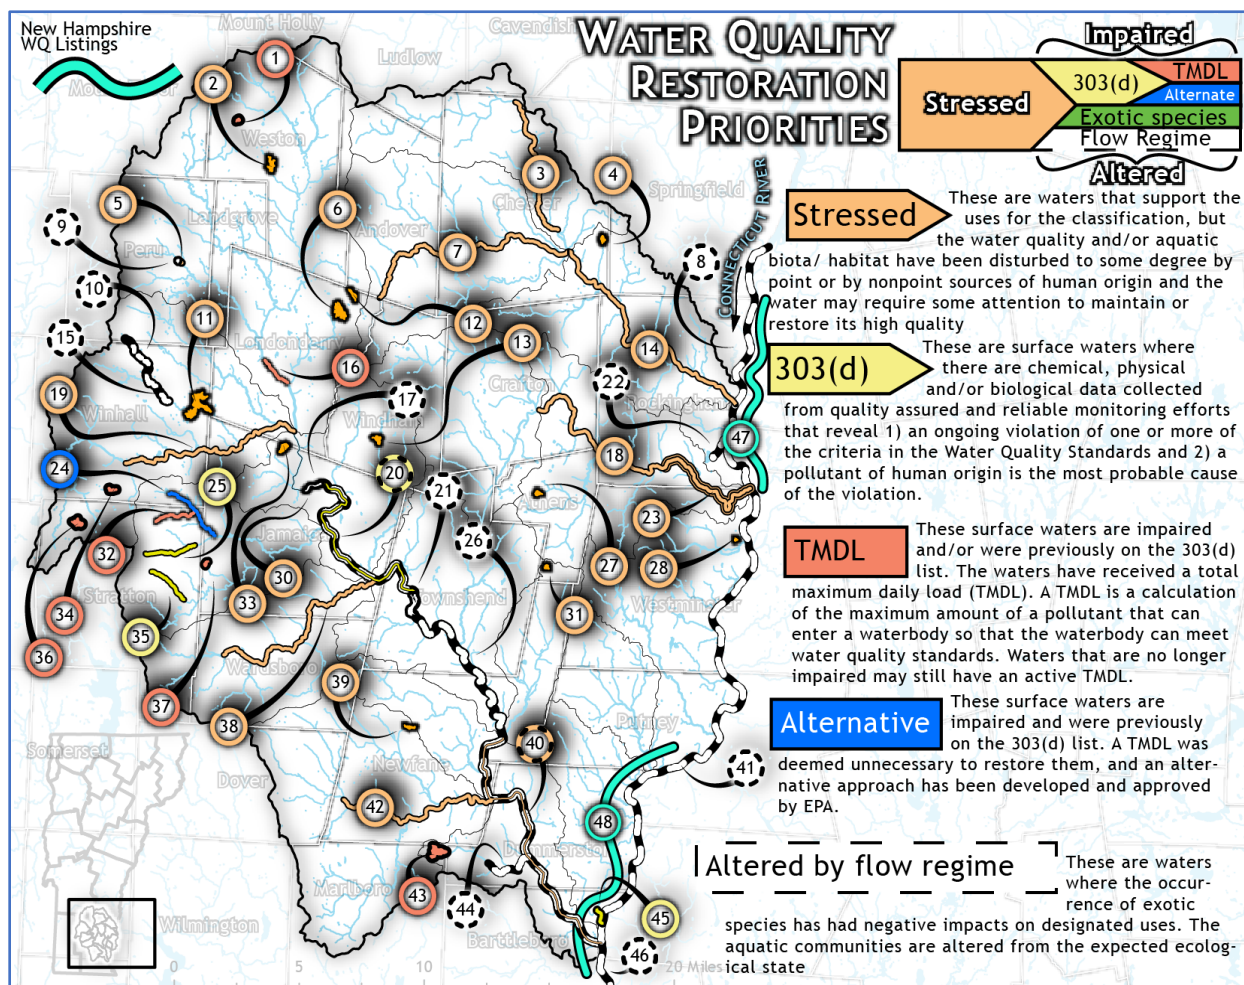 New Hampshire
WQ Listings
WATER QUALITY
RESTORATION
PRIORITIES
Impaired
Stressed
303(d)
TMDL
Alternate
Exotic species
Flow Regime
Altered
Stressed
These are waters that support the
uses for the classification, but
the water quality and/or aquatic
biota/ habitat have been disturbed to some degree by
point or by nonpoint sources of human origin and the
water may require some attention to maintain or
restore its high quality
303(d)
These are surface waters where
there are chemical, physical
and/or biological data collected
from quality assured and reliable monitoring efforts
that reveal 1) an ongoing violation of one or more of
the criteria in the Water Quality Standards and 2) a
pollutant of human origin is the most probable cause
of the violation.
TMDL
These surface waters are impaired
and/or were previously on the 303(d)
list. The waters have received a total
maximum daily load (TMDL). A TMDL is a calculation
of the maximum amount of a pollutant that can
enter a waterbody so that the waterbody can meet
water quality standards. Waters that are no longer
impaired may still have an active TMDL.
Alternative
These surface waters are
impaired and were previously
on the 303(d) list. A TMDL was
deemed unnecessary to restore them, and an alter-
native approach has been developed and approved
by EPA.
Altered by flow regime
These are waters
where the occur-
rence of exotic
species has had negative impacts on designated uses. The
aquatic communities are altered from the expected ecolog-
ical state
CONNECTICUT RIVER
Mount Holly
Cavendish
Ludlow
Weston
Springfield
Chester
Landgrove
Andover
Peru
Londonderry
Grafton
Rockingham
Winhall
Windham
Athens
Jamaica
Stratton
Townshend
Westminster
Wardsboro
Putney
Somerset
Dover
Newfane
Dummerston
Marlboro
Wilmington
Barttleboro
1
2
3
4
5
6
7
8
9
10
11
12
13
14
15
16
17
18
19
20
21
22
23
24
25
26
27
28
30
31
32
33
34
35
36
37
38
39
40
41
42
43
44
45
46
47
48
0
5
10
20 Miles